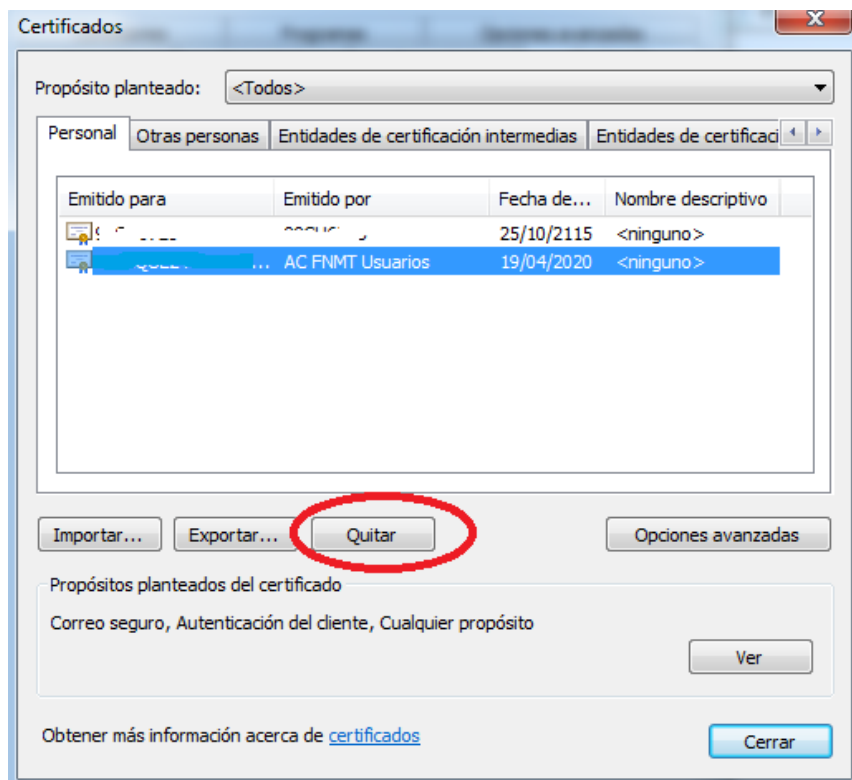 Certificados
Propósito planteado: <Todos>
Personal Otras personas Entidades de certificación intermedias Entidades de certificaci
Emitido para Emitido por Fecha de... Nombre descriptivo
25/10/2115 <ninguno>
... AC FNMT Usuarios 19/04/2020 <ninguno>
Importar... Exportar... Quitar Opciones avanzadas
Propósitos planteados del certificado
Correo seguro, Autenticación del cliente, Cualquier propósito
Ver
Obtener más información acerca de certificados
Cerrar